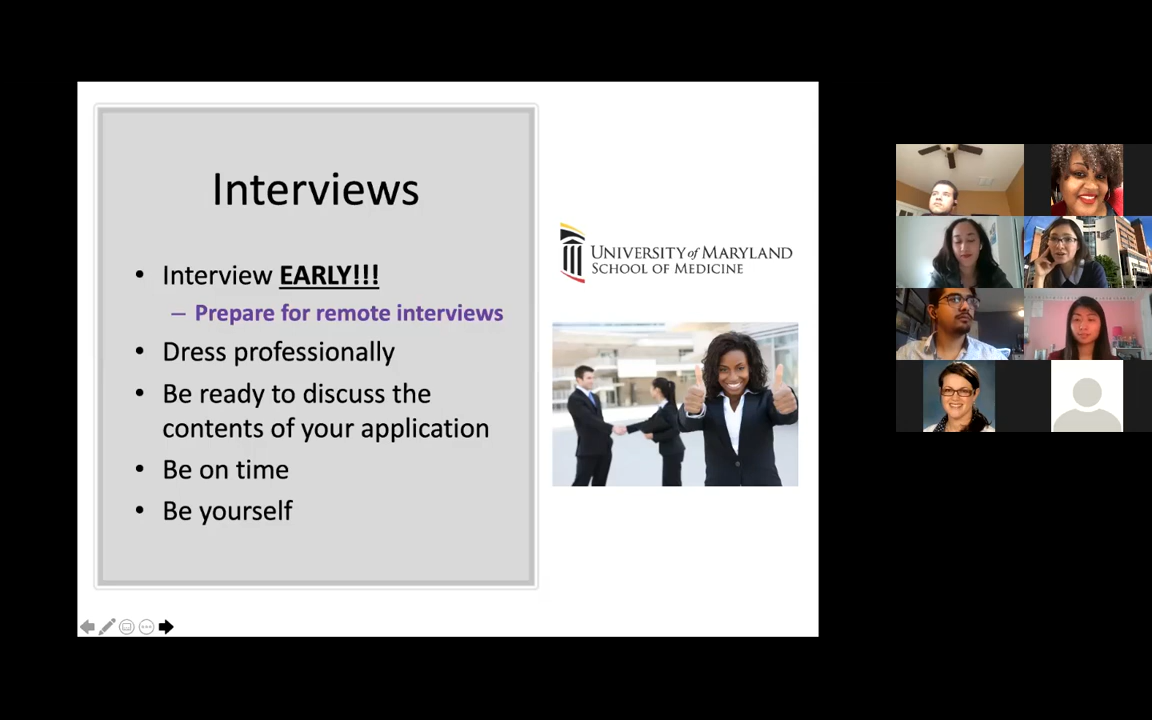 Interviews
• Interview EARLY!!!
– Prepare for remote interviews
• Dress professionally
• Be ready to discuss the
contents of your application
• Be on time
• Be yourself
UNIVERSITY of MARYLAND
SCHOOL OF MEDICINE